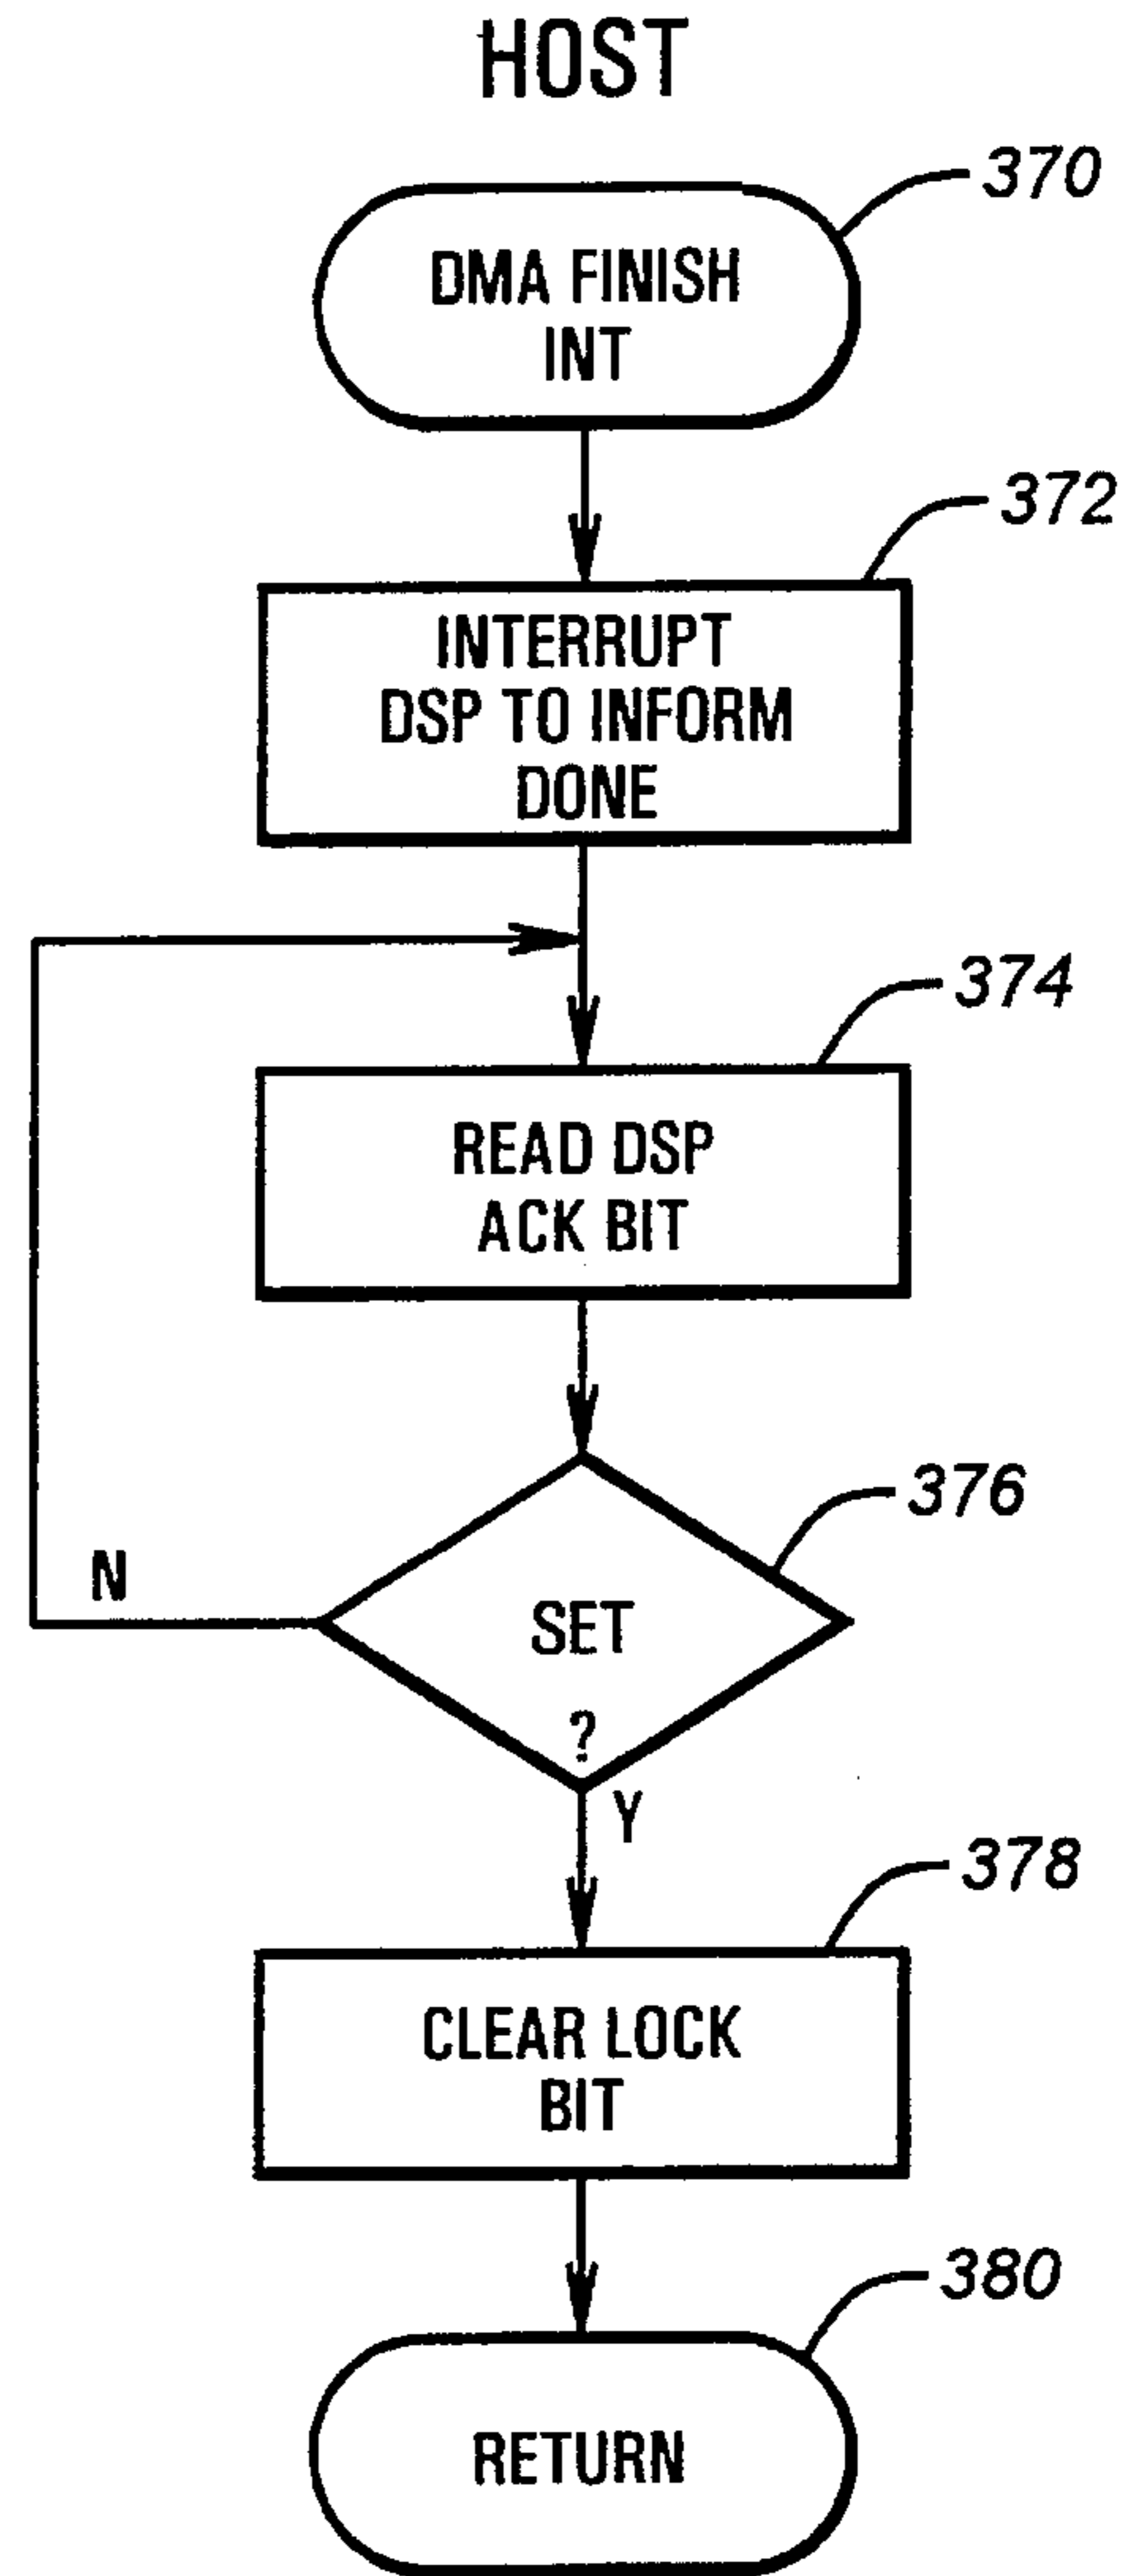 HOST
370
DMA FINISH
INT
372
INTERRUPT
DSP TO INFORM
DONE
374
READ DSP
ACK BIT
376
N
SET
?
Y
378
CLEAR LOCK
BIT
380
RETURN